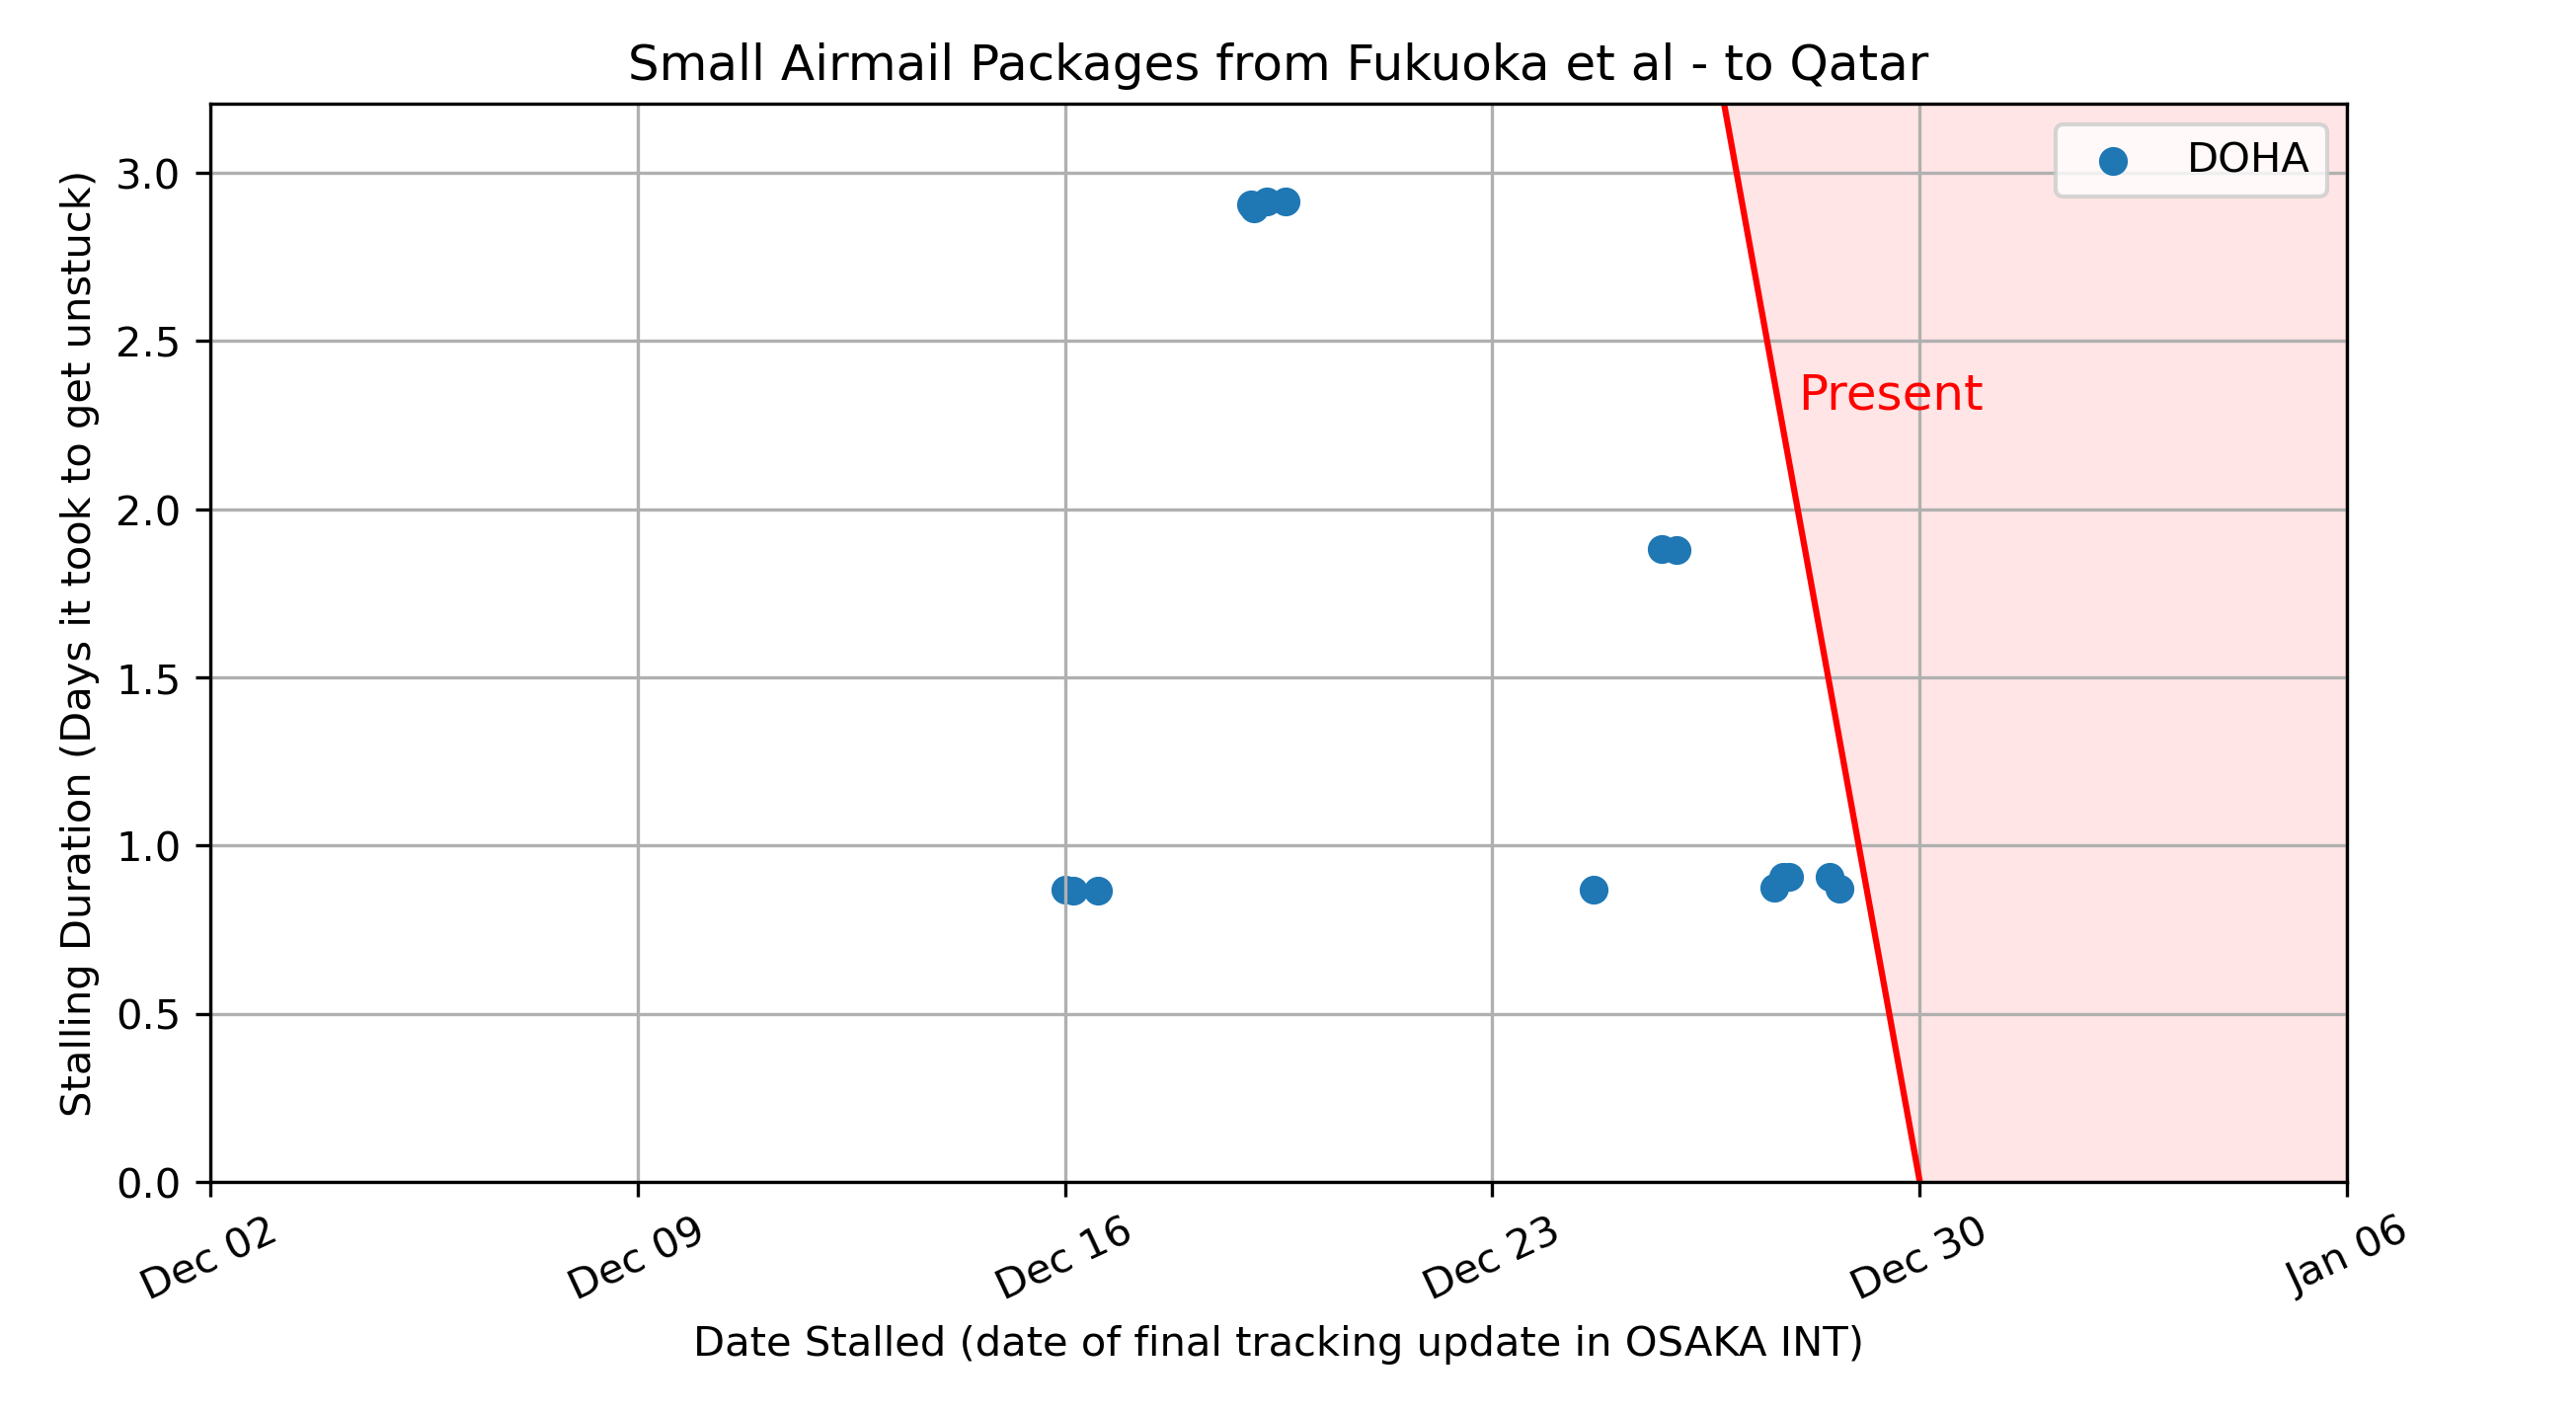 Small Airmail Packages from Fukuoka et al - to Qatar
DOHA
Present
Stalling Duration (Days it took to get unstuck)
3.0
2.5
2.0
1.5
1.0
0.5
0.0
Dec 02
Dec 09
Dec 16
Dec 23
Dec 30
Jan 06
Date Stalled (date of final tracking update in OSAKA INT)